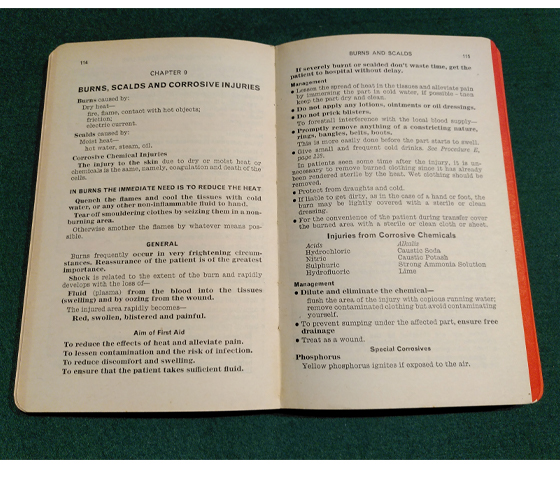 114
CHAPTER 9
BURNS, SCALDS AND CORROSIVE INJURIES
Burns caused by:
Dry heat—
fire, flame, contact with hot objects;
friction;
electric current.
Scalds caused by:
Moist heat—
hot water, steam, oil.
Corrosive Chemical Injuries
The injury to the skin due to dry or moist heat or
chemicals is the same, namely, coagulation and death of the
cells.
IN BURNS THE IMMEDIATE NEED IS TO REDUCE THE HEAT
Quench the flames and cool the tissues with cold
water, or any other non-inflammable fluid to hand.
Tear off smouldering clothes by seizing them in a non-
burning area.
Otherwise smother the flames by whatever means pos-
sible.
GENERAL
Burns frequently occur in very frightening circum-
stances. Reassurance of the patient is of the greatest
importance.
Shock is related to the extent of the burn and rapidly
develops with the loss of—
Fluid (plasma) from the blood into the tissues
(swelling) and by oozing from the wound.
The injured area rapidly becomes—
Red, swollen, blistered and painful.
Aim of First Aid
To reduce the effects of heat and alleviate pain.
To lessen contamination and the risk of infection.
To reduce discomfort and swelling.
To ensure that the patient takes sufficient fluid.
BURNS AND SCALDS
115
If severely burnt or scalded don't waste time, get the
patient to hospital without delay.
Management
● Lessen the spread of heat in the tissues and alleviate pain
by immersing the part in cold water, if possible—then
keep the part dry and clean.
● Do not apply any lotions, ointments or oil dressings.
● Do not prick blisters.
To forestall interference with the local blood supply—
● Promptly remove anything of a constricting nature,
rings, bangles, belts, boots.
This is more easily done before the part starts to swell.
● Give small and frequent cold drinks. See Procedure
page
In patients seen some time after the injury, it is un-
necessary to remove burned clothing since it has already
been rendered sterile by the heat. Wet clothing should be
removed.
● Protect from draughts and cold.
● If liable to get dirty, as in the case of a hand or foot, the
burn may be lightly covered with a sterile or clean
dressing.
● For the convenience of the patient during transfer cover
the burned area with a sterile or clean cloth or sheet.
Injuries from Corrosive Chemicals
Acids Alkalis
Hydrochloric Caustic Soda
Nitric Caustic Potash
Sulphuric Strong Ammonia Solution
Hydrofluoric Lime
Management
● Dilute and eliminate the chemical—
flush the area of the injury with copious running water;
remove contaminated clothing but avoid contaminating
yourself.
● To prevent sumping under the affected part, ensure free
drainage
● Treat as a wound.
Special Corrosives
Phosphorus
Yellow phosphorus ignites if exposed to the air.